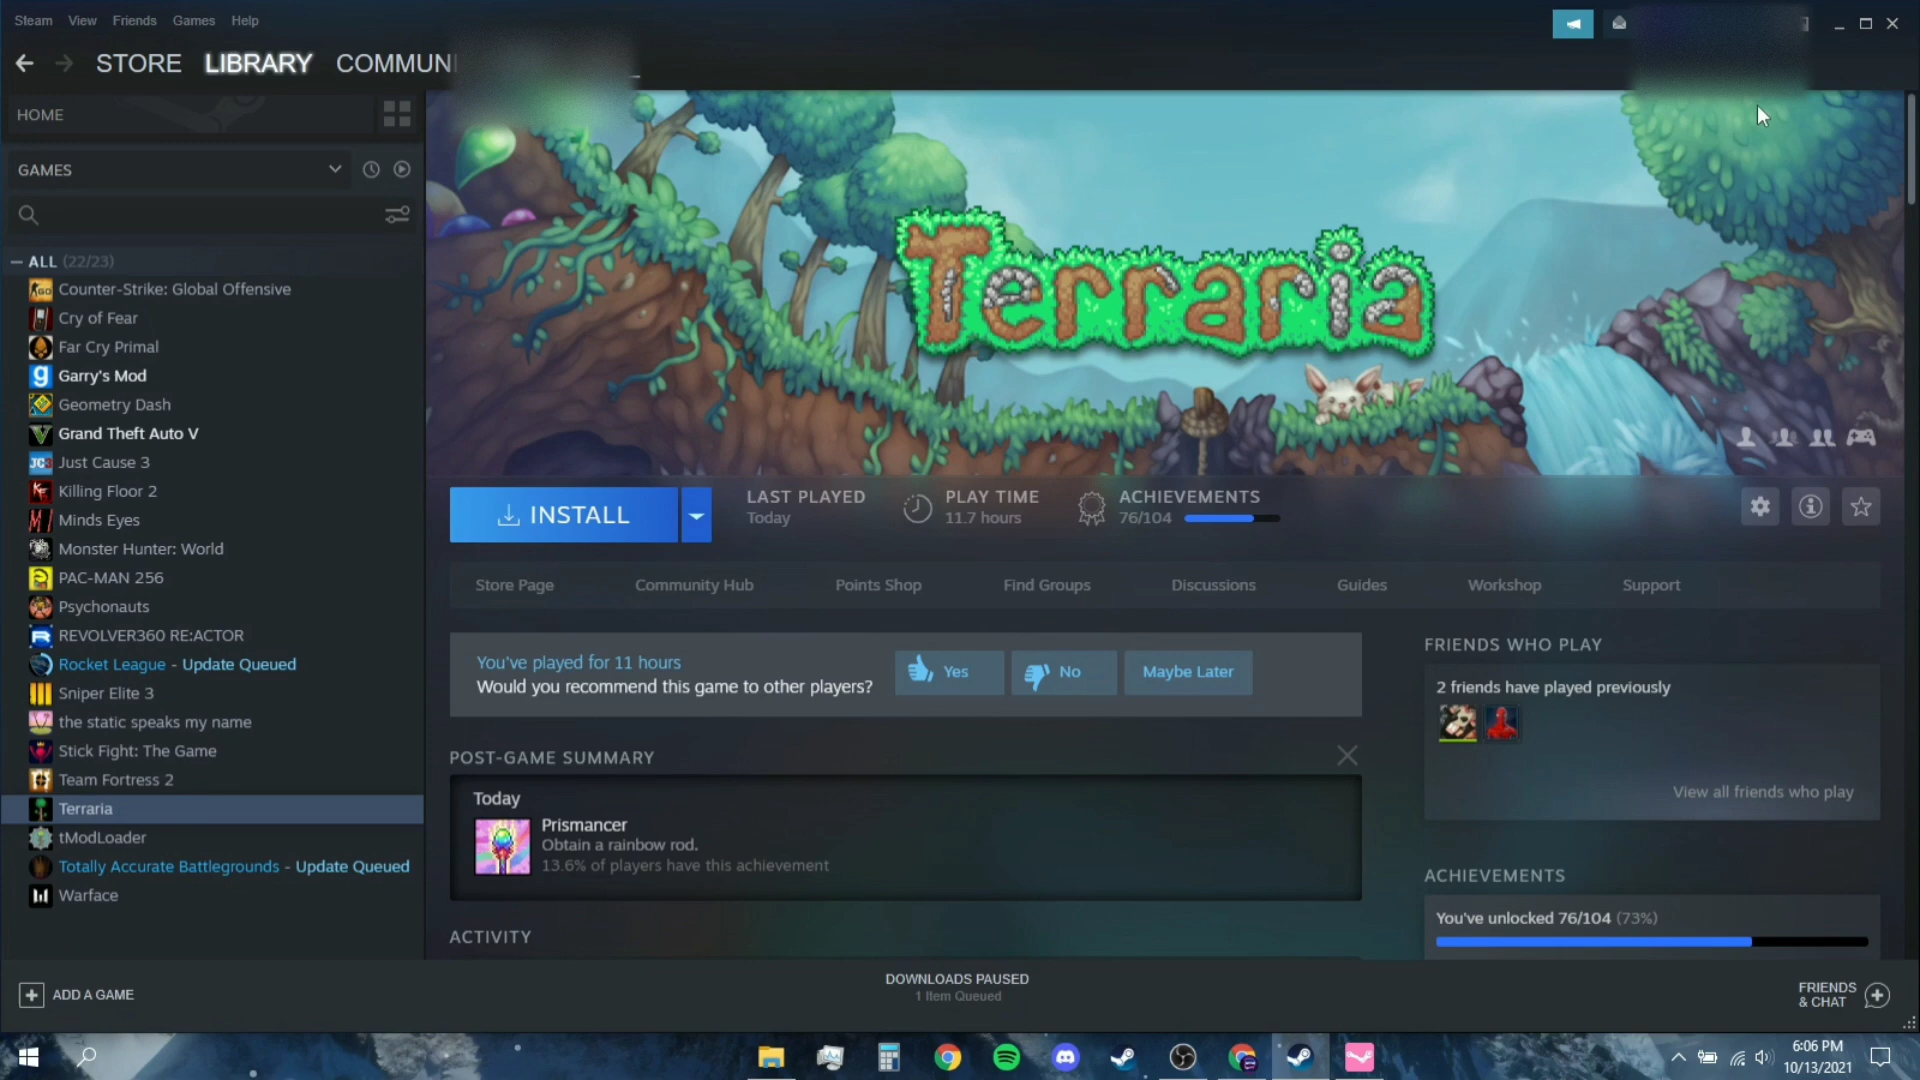 Steam View Friends Games Help
STORE LIBRARY COMMUNI
HOME
GAMES
ALL (22/23)
Counter-Strike: Global Offensive
Cry of Fear
Far Cry Primal
Garry's Mod
Geometry Dash
Grand Theft Auto V
Just Cause 3
Killing Floor 2
Minds Eyes
Monster Hunter: World
PAC-MAN 256
Psychonauts
REVOLVER360 RE:ACTOR
Rocket League - Update Queued
Sniper Elite 3
the static speaks my name
Stick Fight: The Game
Team Fortress 2
Terraria
tModLoader
Totally Accurate Battlegrounds - Update Queued
Warface
ADD A GAME
Terraria
INSTALL
LAST PLAYED
Today
PLAY TIME
11.7 hours
ACHIEVEMENTS
76/104
Store Page Community Hub Points Shop Find Groups Discussions Guides Workshop Support
You've played for 11 hours
Would you recommend this game to other players?
Yes
No
Maybe Later
POST-GAME SUMMARY
Today
Prismancer
Obtain a rainbow rod.
13.6% of players have this achievement
ACTIVITY
FRIENDS WHO PLAY
2 friends have played previously
View all friends who play
ACHIEVEMENTS
You've unlocked 76/104 (73%)
DOWNLOADS PAUSED
1 Item Queued
FRIENDS
& CHAT
6:06 PM
10/13/2021